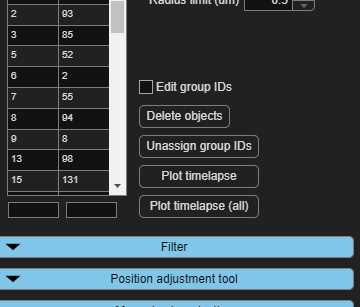 Radius limit (um) 0.5
2 93
3 85
5 52
6 2
7 55
8 94
9 8
13 98
15 131
Edit group IDs
Delete objects
Unassign group IDs
Plot timelapse
Plot timelapse (all)
Filter
Position adjustment tool